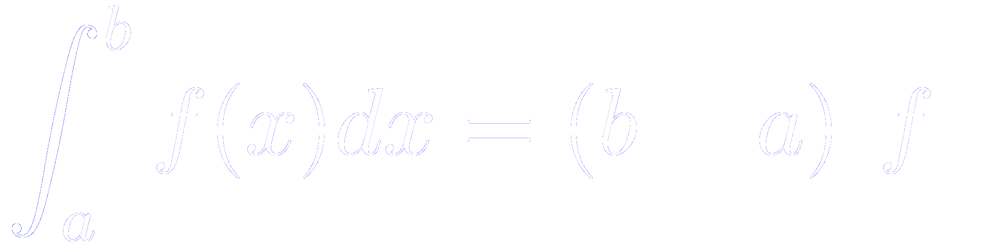 ∫_a^b f(x)dx = (b a) f